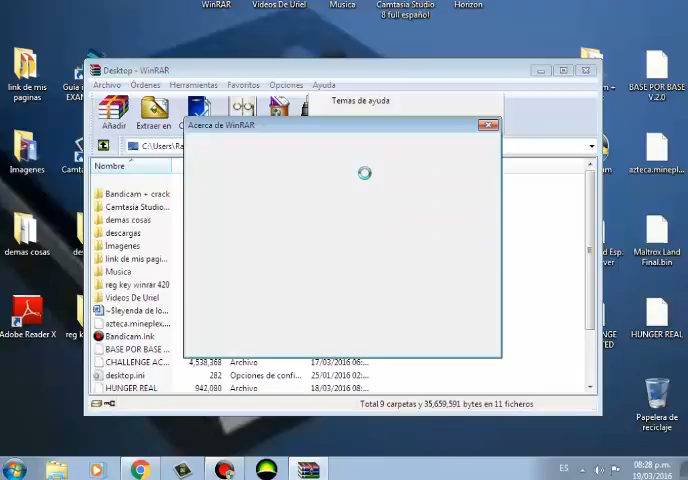 WinRAR
Videos De Uriel
Musica
Camtasia Studio
8 full español
Horizon
link de mis
paginas
Imagenes
demas cosas
Adobe Reader X
Desktop - WinRAR
Archivo Órdenes Herramientas Favoritos Opciones Ayuda
Temas de ayuda
Añadir
Extraer en
Acerca de WinRAR
Nombre
Bandicam + crack
Camtasia Studio...
demas cosas
descargas
Imagenes
link de mis pagi...
Musica
reg key winrar 420
Videos De Uriel
~$leyenda de lo...
azteca.mineplex...
Bandicam.lnk
BASE POR BASE ...
CHALLENGE AC... 4,538,368 Archivo 17/03/2016 06:...
desktop.ini 282 Opciones de confi... 25/01/2016 02:...
HUNGER REAL 942,080 Archivo 18/03/2016 08:...
Total 9 carpetas y 35,659,591 bytes en 11 ficheros
BASE POR BASE
V.2.0
azteca.minep...
Maltrox Land
Final.bin
HUNGER REAL
Papelera de
reciclaje
ES
08:28 p.m.
19/03/2016